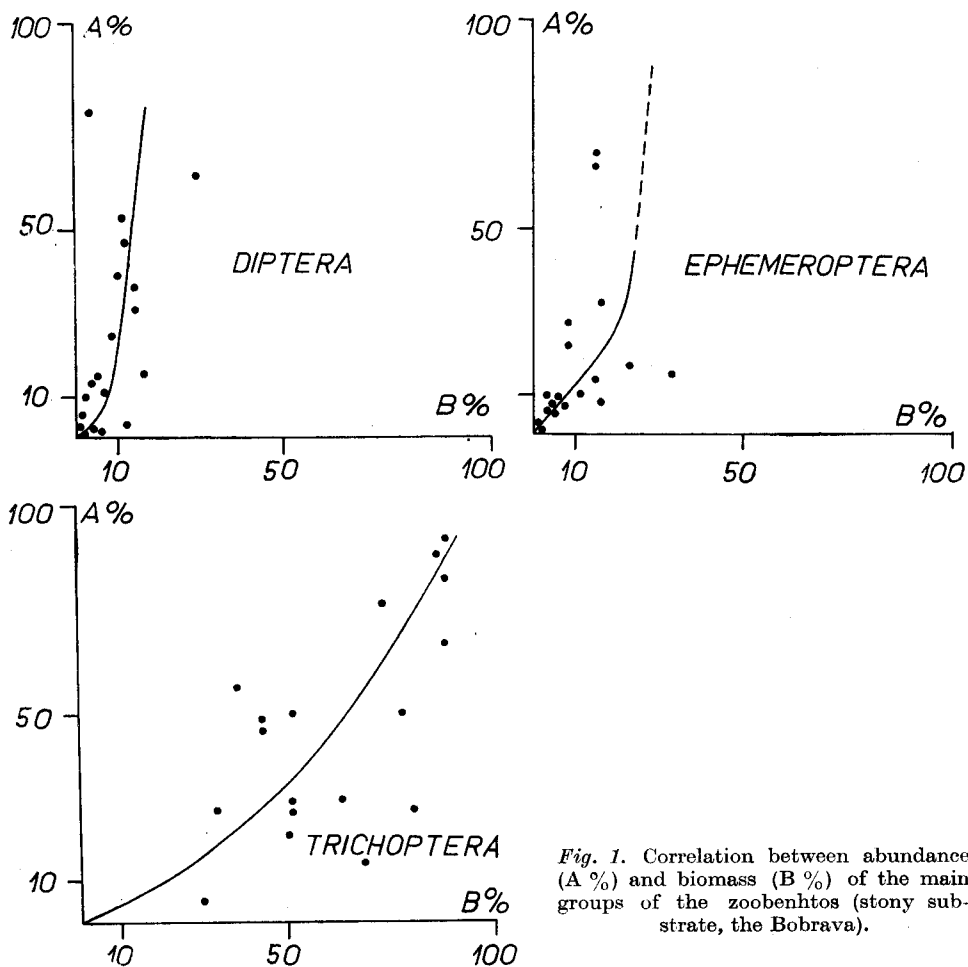 100 A%
50
10
DIPTERA
B%
10 50 100
100 A%
50
EPHEMEROPTERA
B%
10 50 100
100 A%
50
10
TRICHOPTERA
B%
10 50 100
Fig. 1. Correlation between abundance
(A %) and biomass (B %) of the main
groups of the zoobenhtos (stony sub-
strate, the Bobrava).